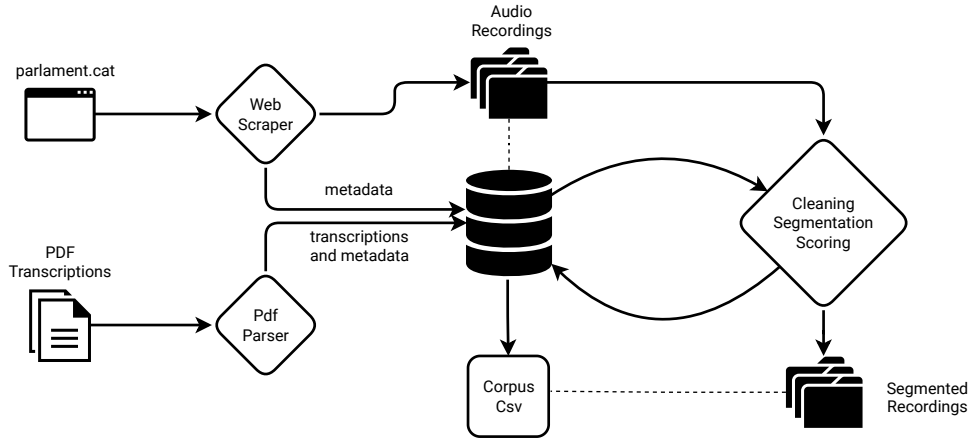 Audio
Recordings
parlament.cat
Web
Scraper
metadata
Cleaning
Segmentation
Scoring
transcriptions
and metadata
PDF
Transcriptions
Pdf
Parser
Corpus
Csv
Segmented
Recordings